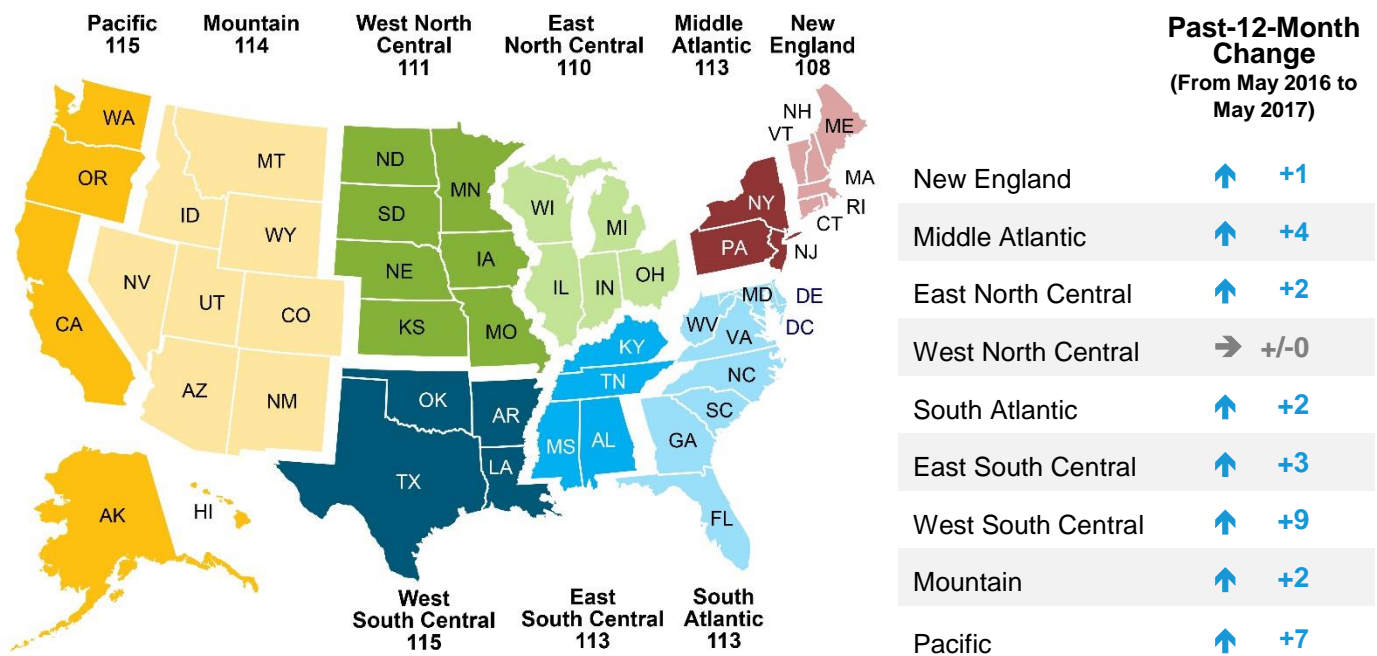 Pacific
115
Mountain
114
West North
Central
111
East
North Central
110
Middle
Atlantic
113
New
England
108
WA
OR
CA
AK
HI
MT
ID
WY
NV
UT
CO
AZ
NM
ND
SD
NE
KS
MN
IA
MO
WI
MI
IL
IN
OH
NY
PA
NJ
NH
VT
ME
MA
RI
CT
MD
DE
DC
WV
VA
NC
SC
GA
FL
KY
TN
MS
AL
OK
AR
TX
LA
West
South Central
115
East
South Central
113
South
Atlantic
113
Past-12-Month
Change
(From May 2016 to
May 2017)
New England +1
Middle Atlantic +4
East North Central +2
West North Central +/-0
South Atlantic +2
East South Central +3
West South Central +9
Mountain +2
Pacific +7